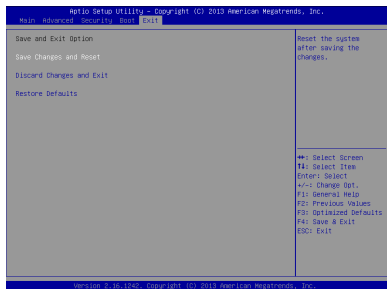 Aptio Setup Utility – Copyright (C) 2013 American Megatrends, Inc.
Main Advanced Security Boot Exit
Save and Exit Option
Save Changes and Reset
Discard Changes and Exit
Restore Defaults
Reset the system
after saving the
changes.
→←: Select Screen
↑↓: Select Item
Enter: Select
+/-: Change Opt.
F1: General Help
F2: Previous Values
F3: Optimized Defaults
F4: Save & Exit
ESC: Exit
Version 2.16.1242. Copyright (C) 2013 American Megatrends, Inc.